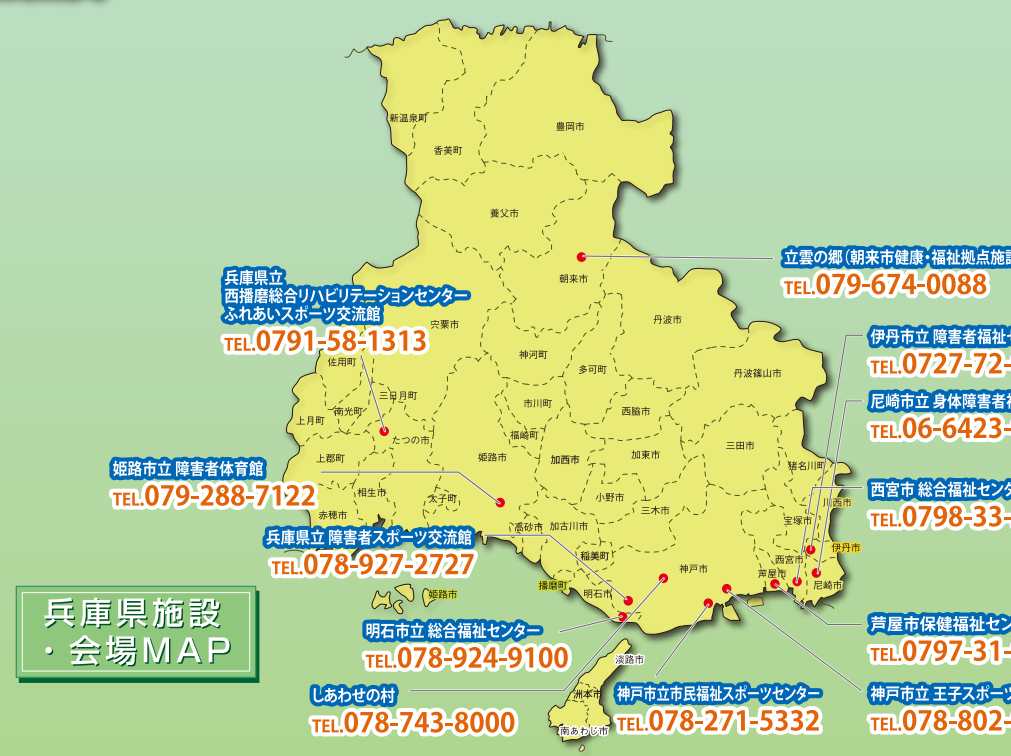 新温泉町
香美町
豊岡市
養父市
朝来市
立雲の郷(朝来市健康・福祉拠点施設
TEL.079-674-0088
兵庫県立
西播磨総合リハビリテーションセンター
ふれあいスポーツ交流館
TEL.0791-58-1313
宍粟市
丹波市
神河町
佐用町
多可町
丹波篠山市
伊丹市立 障害者福祉セ
TEL.0727-72-
三日月町
市川町
西脇市
南光町
上月町
尼崎市立 身体障害者福
TEL.06-6423-
たつの市
福崎町
三田市
上郡町
姫路市
加西市
加東市
猪名川町
姫路市立 障害者体育館
TEL.079-288-7122
相生市
太子町
小野市
三木市
川西市
西宮市 総合福祉センタ
TEL.0798-33-
赤穂市
高砂市
加古川市
宝塚市
兵庫県立 障害者スポーツ交流館
TEL.078-927-2727
稲美町
神戸市
西宮市
伊丹市
芦屋市
尼崎市
播磨町
明石市
姫路市
兵庫県施設
・会場MAP
明石市立 総合福祉センター
TEL.078-924-9100
芦屋市保健福祉セン
TEL.0797-31-
淡路市
しあわせの村
TEL.078-743-8000
洲本市
神戸市立市民福祉スポーツセンター
TEL.078-271-5332
神戸市立 王子スポーツ
TEL.078-802-
南あわじ市